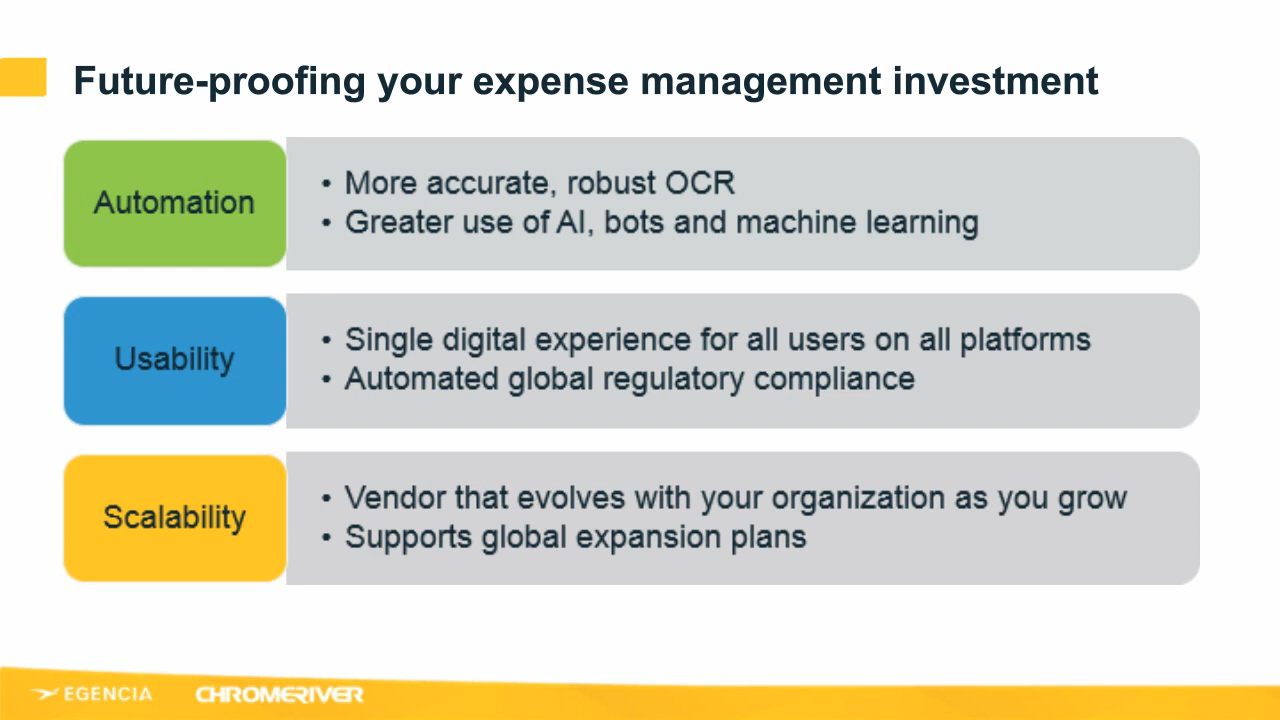 Future-proofing your expense management investment
Automation
• More accurate, robust OCR
• Greater use of AI, bots and machine learning
Usability
• Single digital experience for all users on all platforms
• Automated global regulatory compliance
Scalability
• Vendor that evolves with your organization as you grow
• Supports global expansion plans
EGENCIA CHROMERIVER